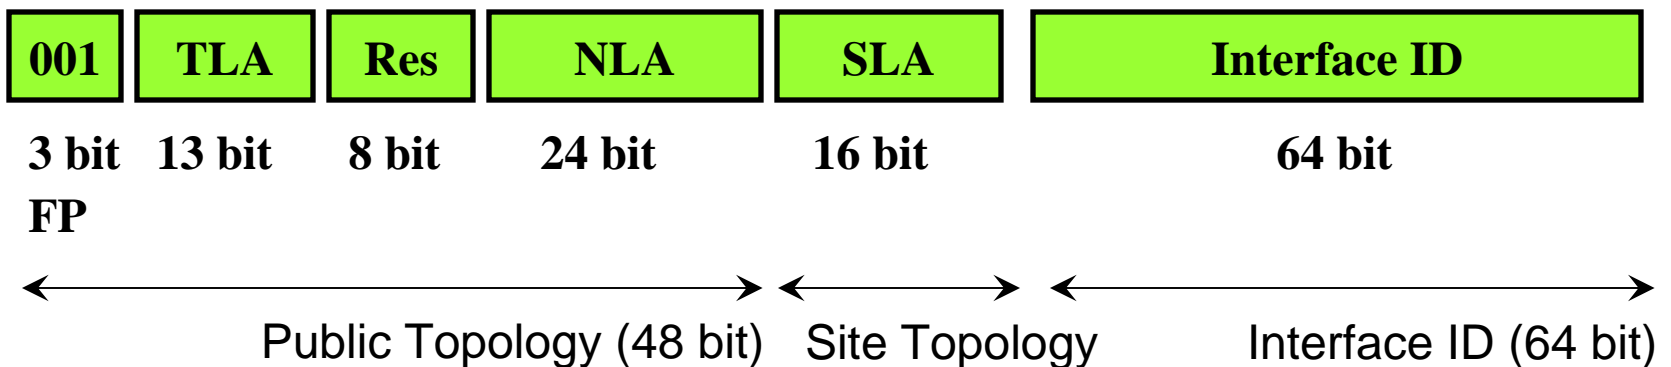 001 TLA Res NLA SLA Interface ID
3 bit 13 bit 8 bit 24 bit 16 bit 64 bit
FP
Public Topology (48 bit) Site Topology Interface ID (64 bit)